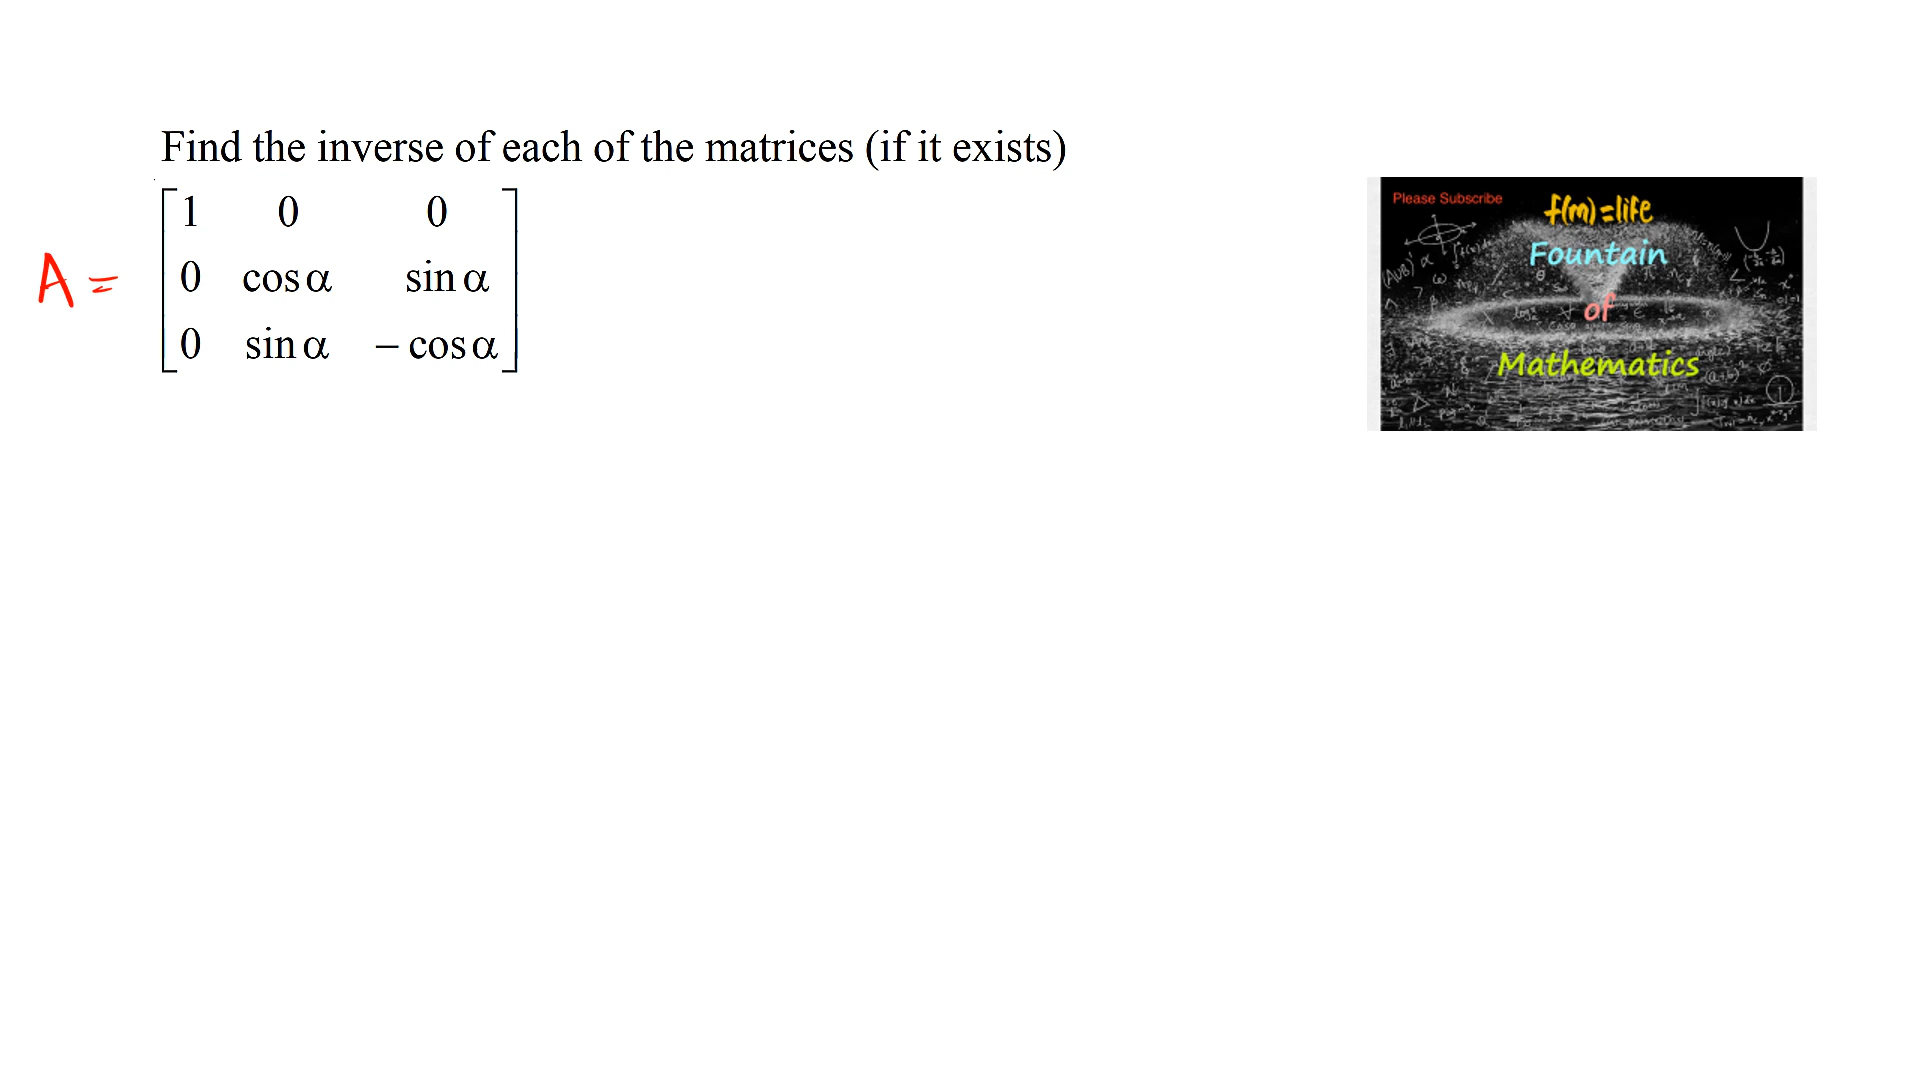 Find the inverse of each of the matrices (if it exists)
A =
1 0 0
0 cos α sin α
0 sin α − cos α
Please Subscribe
f(m)=life
Fountain
of
Mathematics